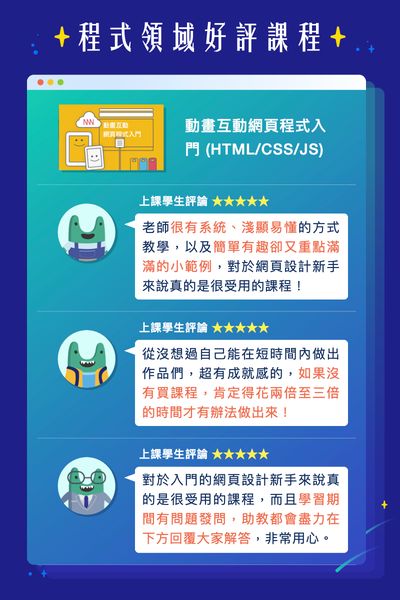 程式領域好評課程
動畫互動
網頁程式入門
動畫互動網頁程式入
門 (HTML/CSS/JS)
上課學生評論 ★★★★★
老師很有系統、淺顯易懂的方式
教學，以及簡單有趣卻又重點滿
滿的小範例，對於網頁設計新手
來說真的是很受用的課程！
上課學生評論 ★★★★★
從沒想過自己能在短時間內做出
作品們，超有成就感的，如果沒
有買課程，肯定得花兩倍至三倍
的時間才有辦法做出來！
上課學生評論 ★★★★★
對於入門的網頁設計新手來說真
的是很受用的課程，而且學習期
間有問題發問，助教都會盡力在
下方回覆大家解答，非常用心。